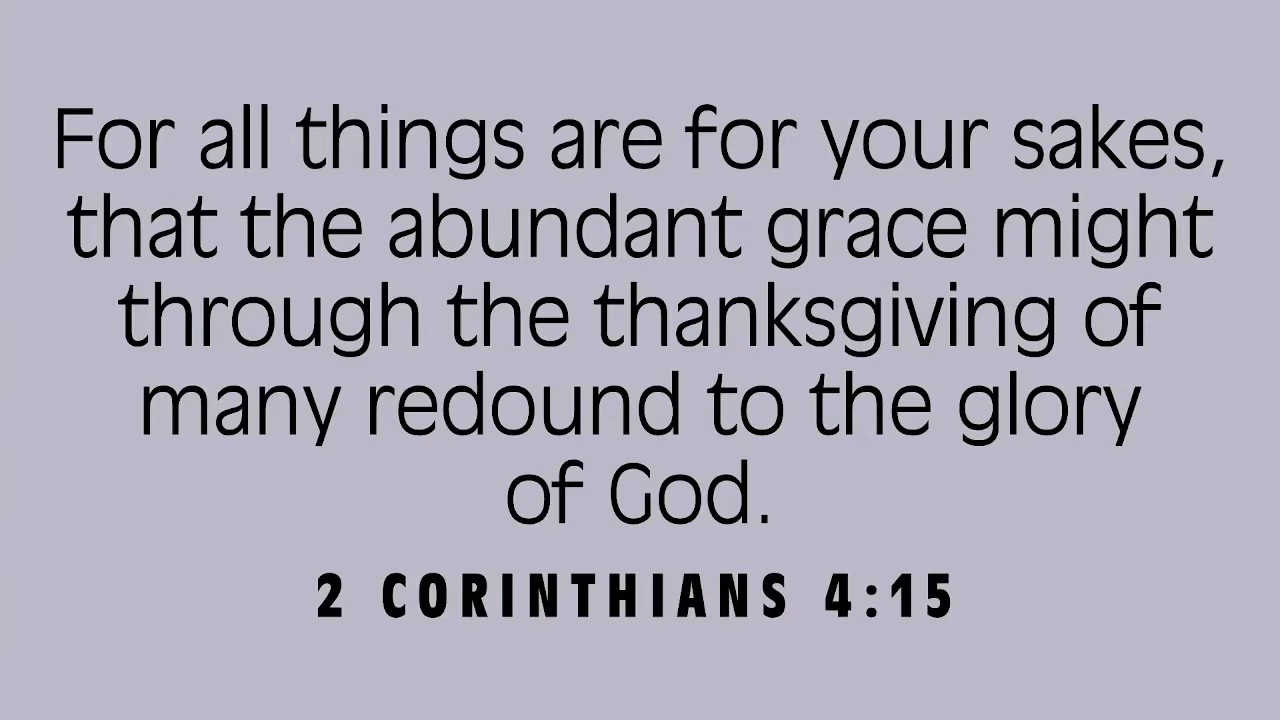 For all things are for your sakes,
that the abundant grace might
through the thanksgiving of
many redound to the glory
of God.
2 CORINTHIANS 4:15